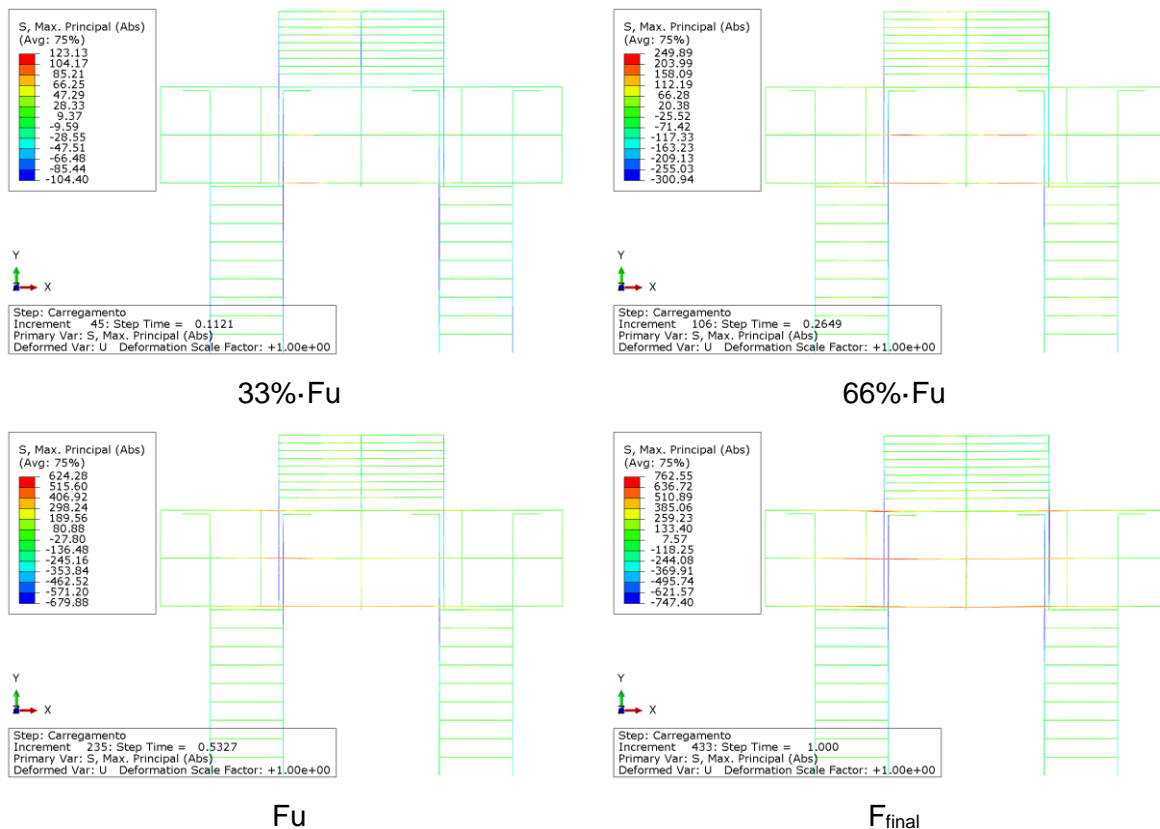 S, Max. Principal (Abs)
(Avg: 75%)
123.13
104.17
85.21
66.25
47.29
28.33
9.37
-9.59
-28.55
-47.51
-66.48
-85.44
-104.40
Y
X
Step: Carregamento
Increment 45: Step Time = 0.1121
Primary Var: S, Max. Principal (Abs)
Deformed Var: U Deformation Scale Factor: +1.00e+00
33%·Fu
S, Max. Principal (Abs)
(Avg: 75%)
249.89
203.99
158.09
112.19
66.28
20.38
-25.52
-71.42
-117.33
-163.23
-209.13
-255.03
-300.94
Y
X
Step: Carregamento
Increment 106: Step Time = 0.2649
Primary Var: S, Max. Principal (Abs)
Deformed Var: U Deformation Scale Factor: +1.00e+00
66%·Fu
S, Max. Principal (Abs)
(Avg: 75%)
624.28
515.60
406.92
298.24
189.56
80.88
-27.80
-136.48
-245.16
-353.84
-462.52
-571.20
-679.88
Y
X
Step: Carregamento
Increment 235: Step Time = 0.5327
Primary Var: S, Max. Principal (Abs)
Deformed Var: U Deformation Scale Factor: +1.00e+00
Fu
S, Max. Principal (Abs)
(Avg: 75%)
762.55
636.72
510.89
385.06
259.23
133.40
7.57
-118.25
-244.08
-369.91
-495.74
-621.57
-747.40
Y
X
Step: Carregamento
Increment 433: Step Time = 1.000
Primary Var: S, Max. Principal (Abs)
Deformed Var: U Deformation Scale Factor: +1.00e+00
Ffinal